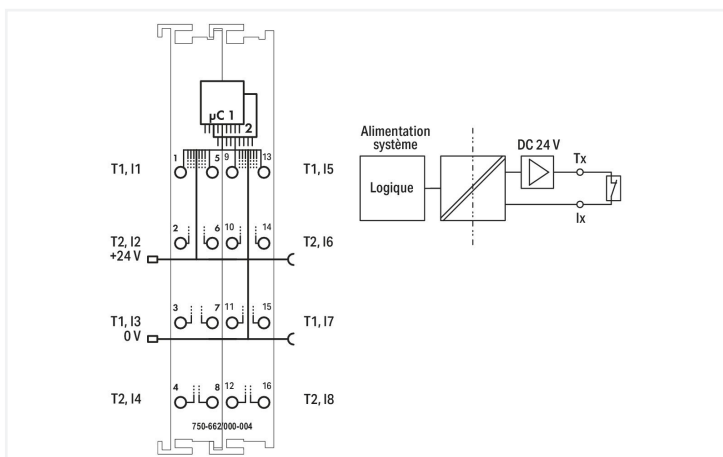 µC 1
2
1
5
9
13
T1, I1
T1, I5
2
6
10
14
T2, I2
+24 V
T2, I6
3
7
11
15
T1, I3
0 V
T1, I7
4
8
12
16
T2, I4
T2, I8
750-662/000-004
Alimentation
système
Logique
DC 24 V
Tx
Ix